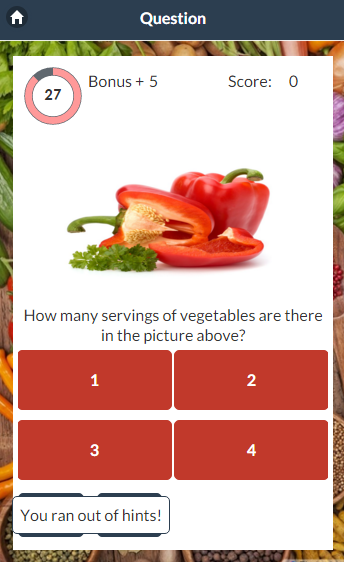 Question
27
Bonus + 5
Score: 0
How many servings of vegetables are there
in the picture above?
1
2
3
4
You ran out of hints!